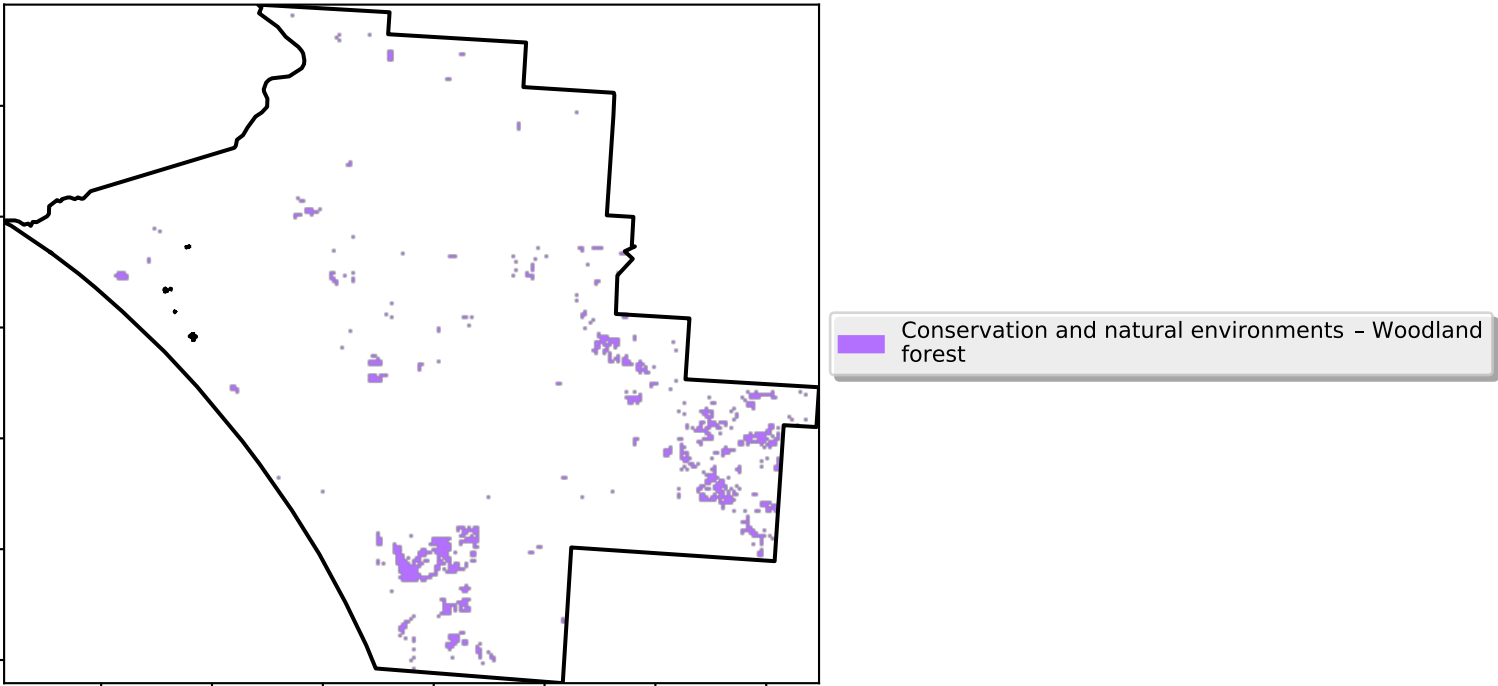 Conservation and natural environments – Woodland
forest